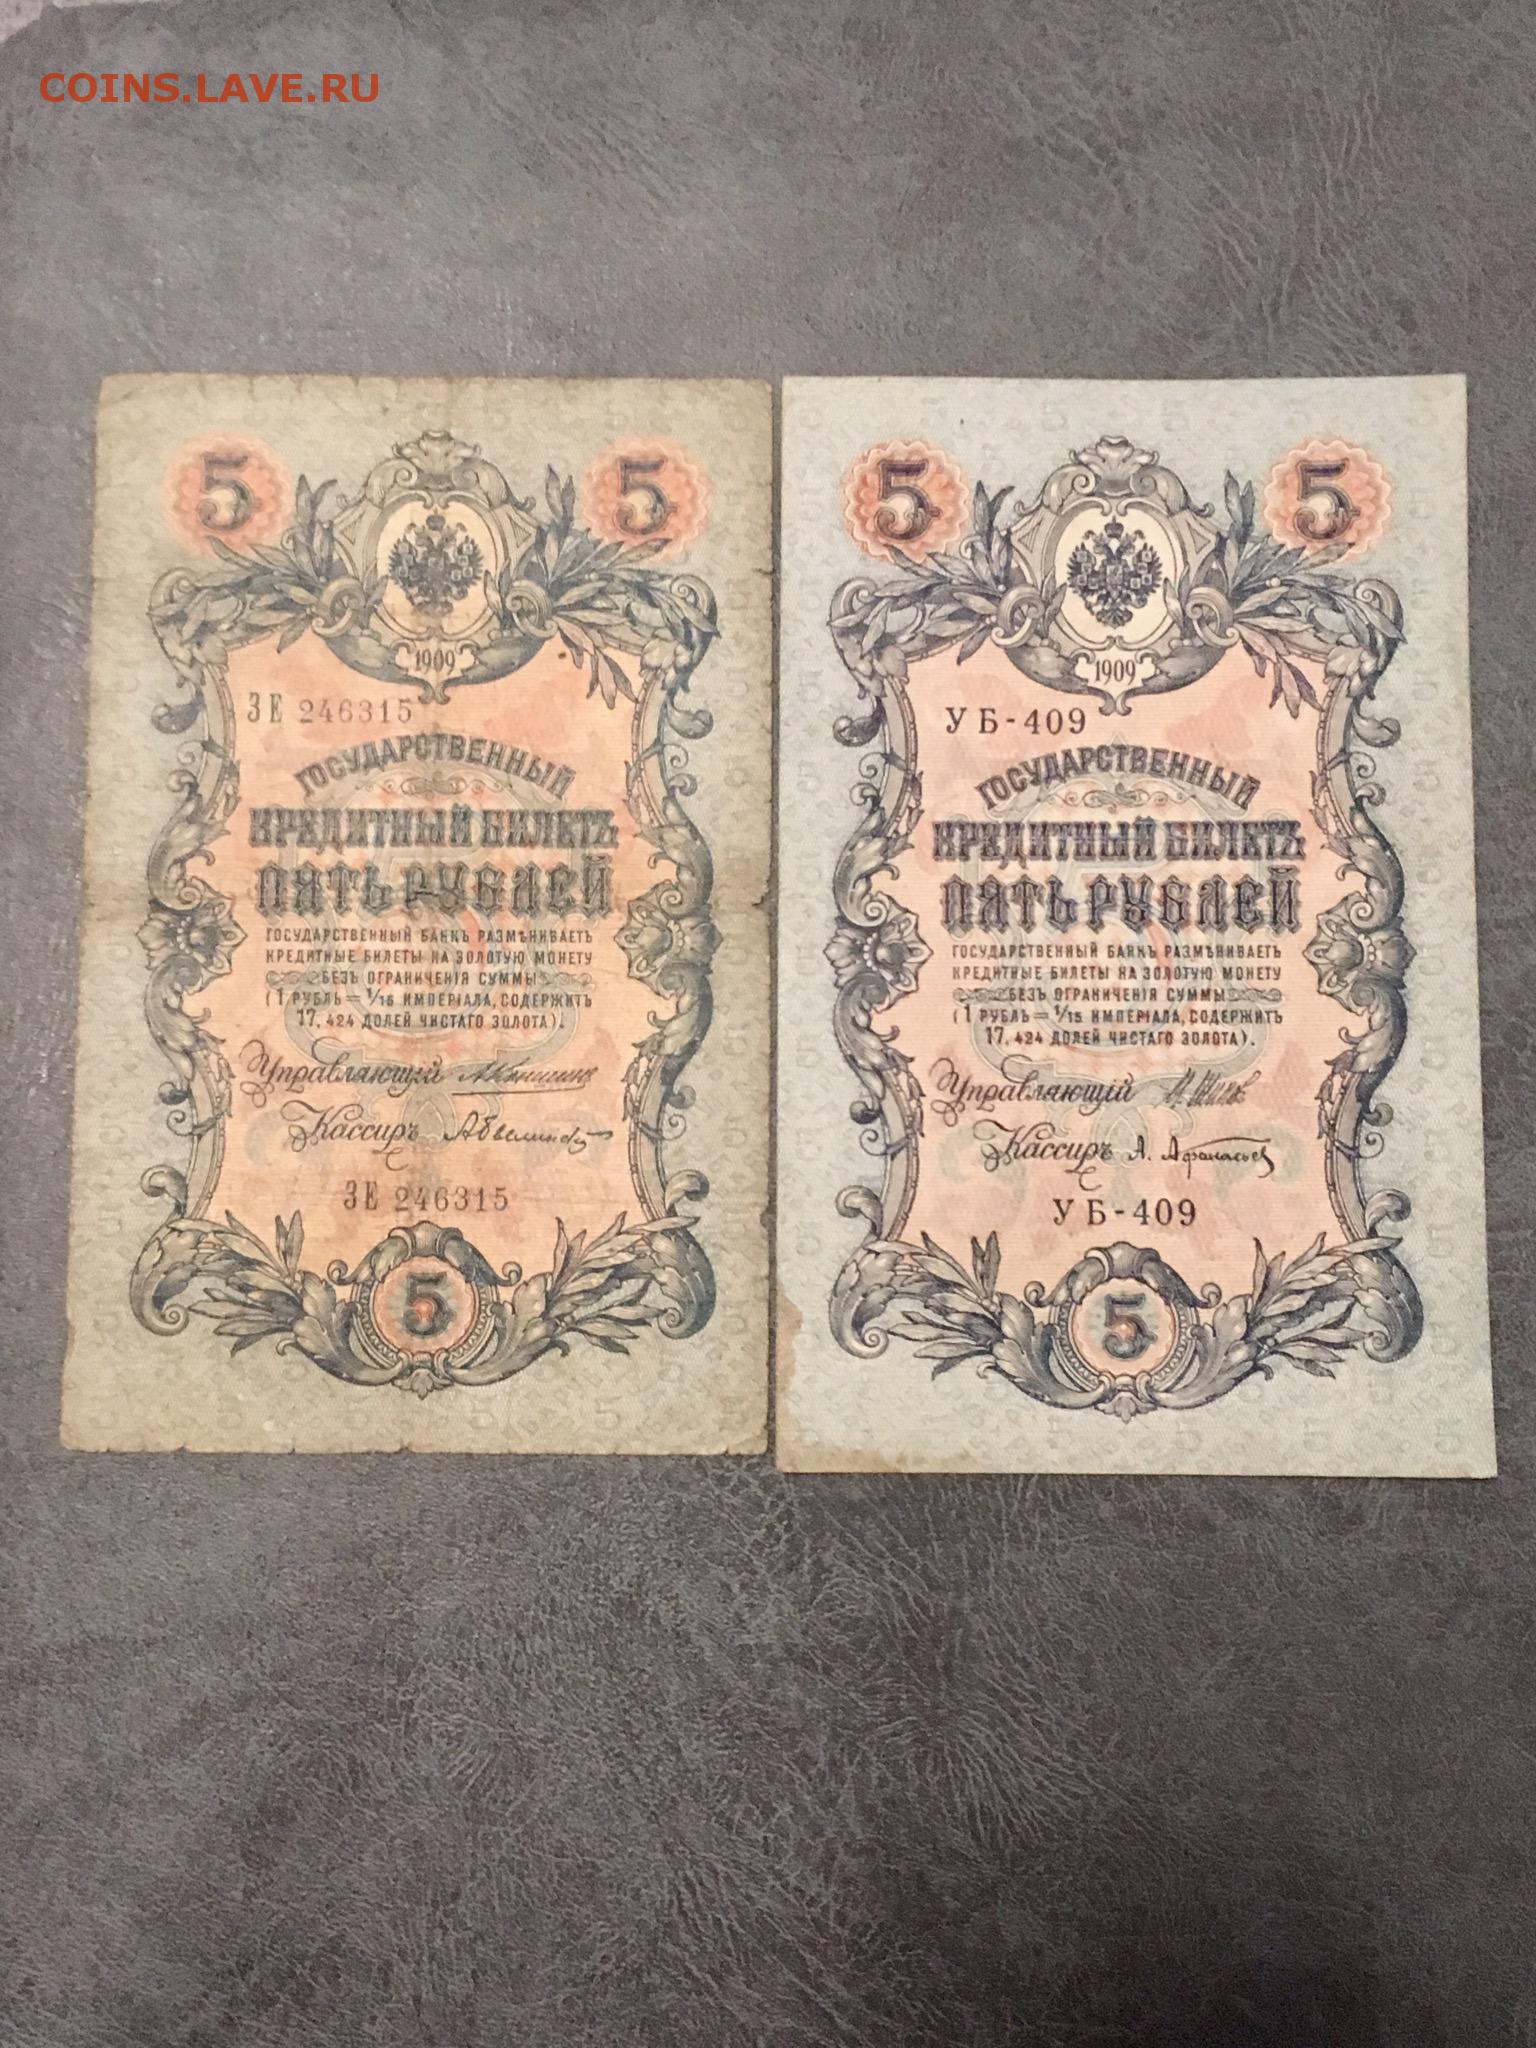 COINS.LAVE.RU
5 5
1909
ЗЕ 246315
ГОСУДАРСТВЕННЫЙ
КРЕДИТНЫЙ БИЛЕТЪ
ПЯТЬ РУБЛЕЙ
ГОСУДАРСТВЕННЫЙ БАНКЪ РАЗМѢНИВАЕТЪ
КРЕДИТНЫЕ БИЛЕТЫ НА ЗОЛОТУЮ МОНЕТУ
БЕЗЪ ОГРАНИЧЕНІЯ СУММЫ
(1 РУБЛЬ = 1/15 ИМПЕРІАЛА, СОДЕРЖИТЪ
17,424 ДОЛЕЙ ЧИСТАГО ЗОЛОТА).
Управляющій
Кассиръ
ЗЕ 246315
5
5 5
1909
УБ-409
ГОСУДАРСТВЕННЫЙ
КРЕДИТНЫЙ БИЛЕТЪ
ПЯТЬ РУБЛЕЙ
ГОСУДАРСТВЕННЫЙ БАНКЪ РАЗМѢНИВАЕТЪ
КРЕДИТНЫЕ БИЛЕТЫ НА ЗОЛОТУЮ МОНЕТУ
БЕЗЪ ОГРАНИЧЕНІЯ СУММЫ
(1 РУБЛЬ = 1/15 ИМПЕРІАЛА, СОДЕРЖИТЪ
17,424 ДОЛЕЙ ЧИСТАГО ЗОЛОТА).
Управляющій
Кассиръ А. Афанасьев
УБ-409
5